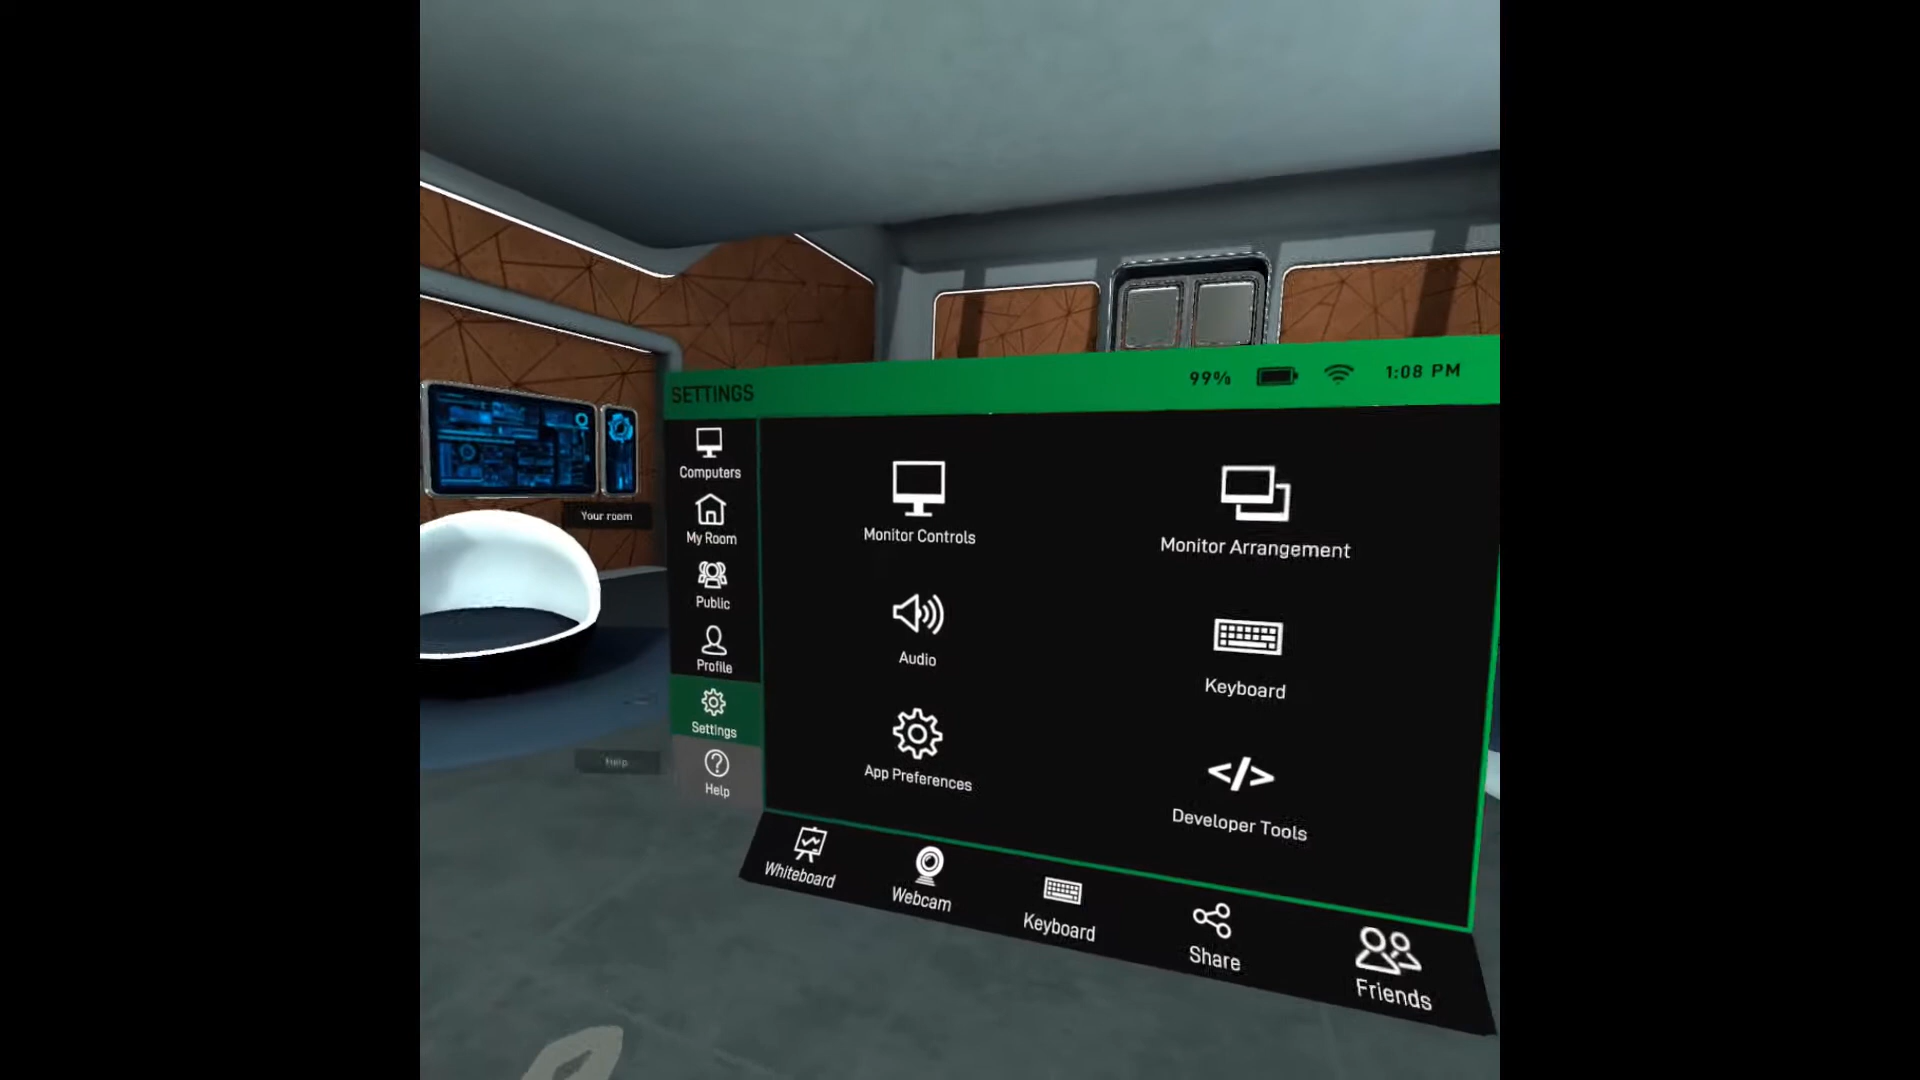 SETTINGS
99%
1:08 PM
Computers
My Room
Public
Profile
Settings
Help
Monitor Controls
Monitor Arrangement
Audio
Keyboard
App Preferences
Developer Tools
Whiteboard
Webcam
Keyboard
Share
Friends
Your room
Help